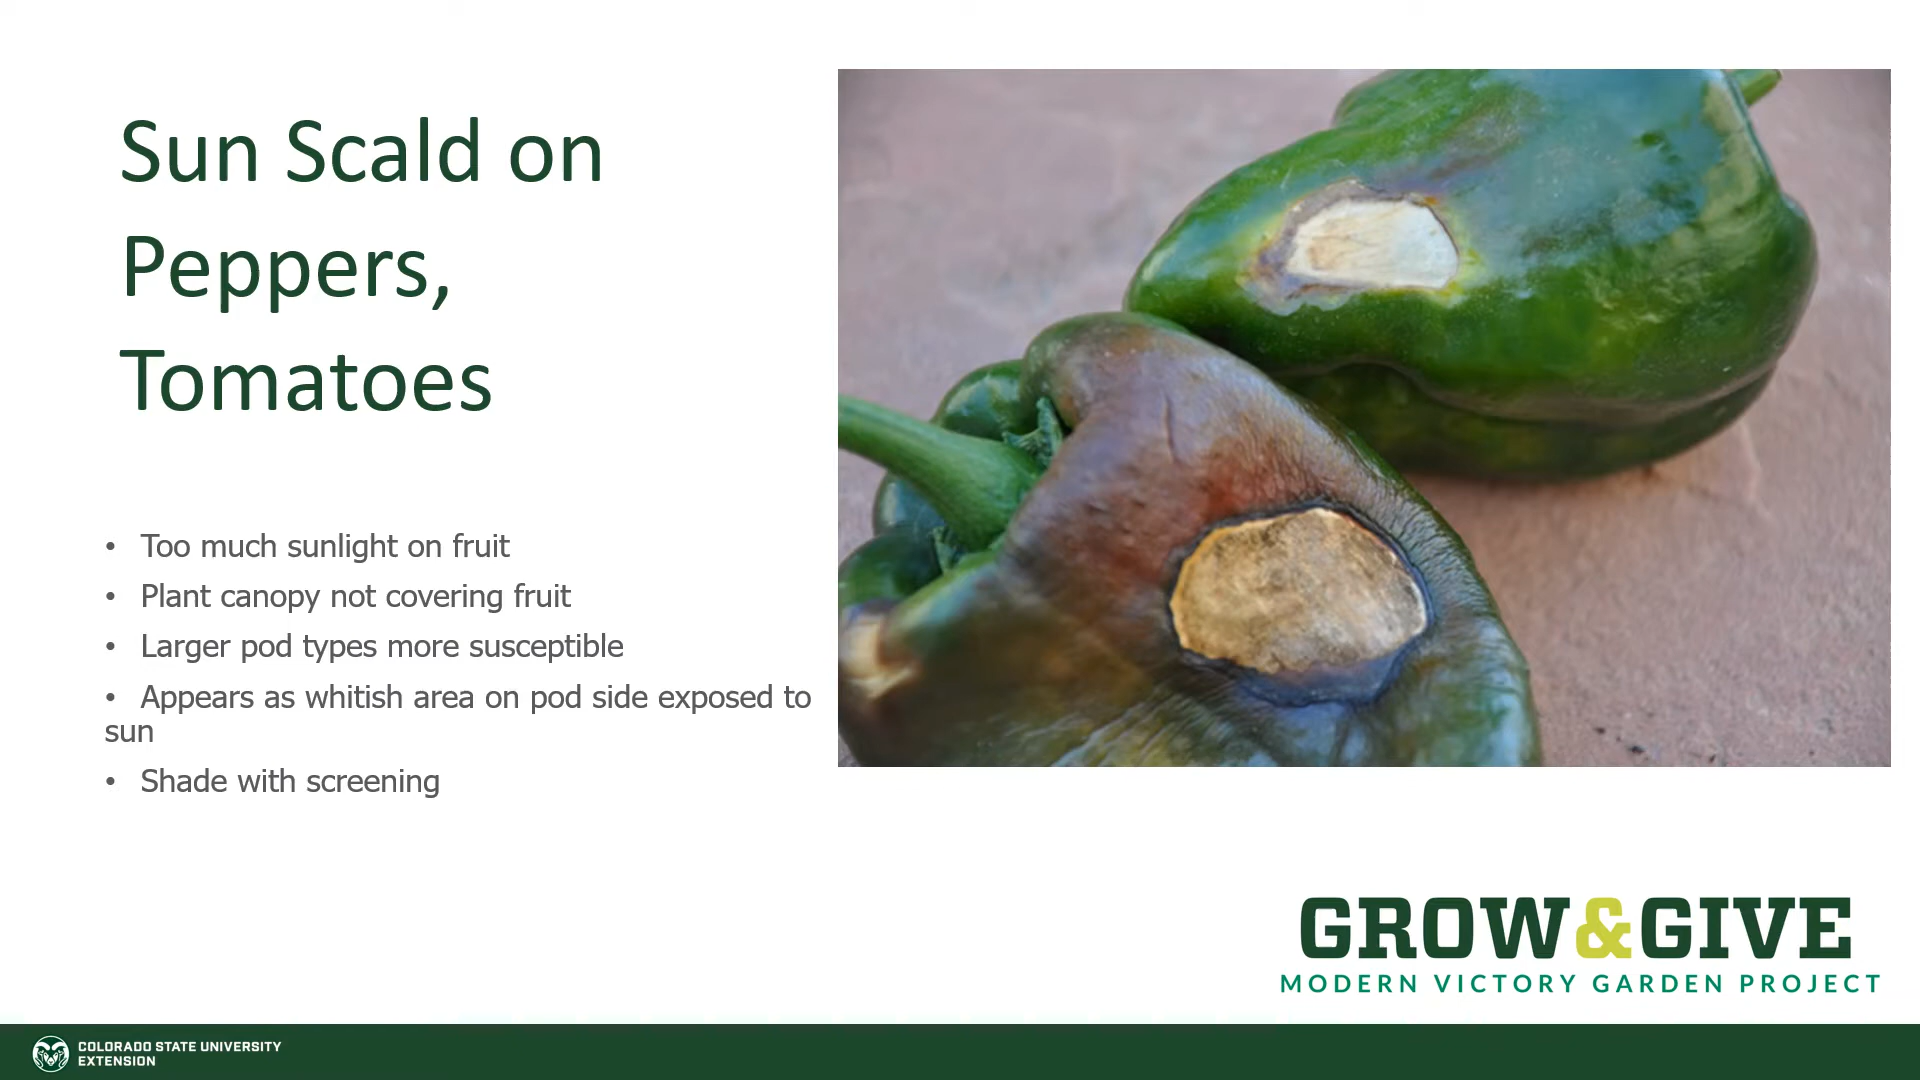 Sun Scald on
Peppers,
Tomatoes
• Too much sunlight on fruit
• Plant canopy not covering fruit
• Larger pod types more susceptible
• Appears as whitish area on pod side exposed to
sun
• Shade with screening
GROW&GIVE
MODERN VICTORY GARDEN PROJECT
COLORADO STATE UNIVERSITY
EXTENSION